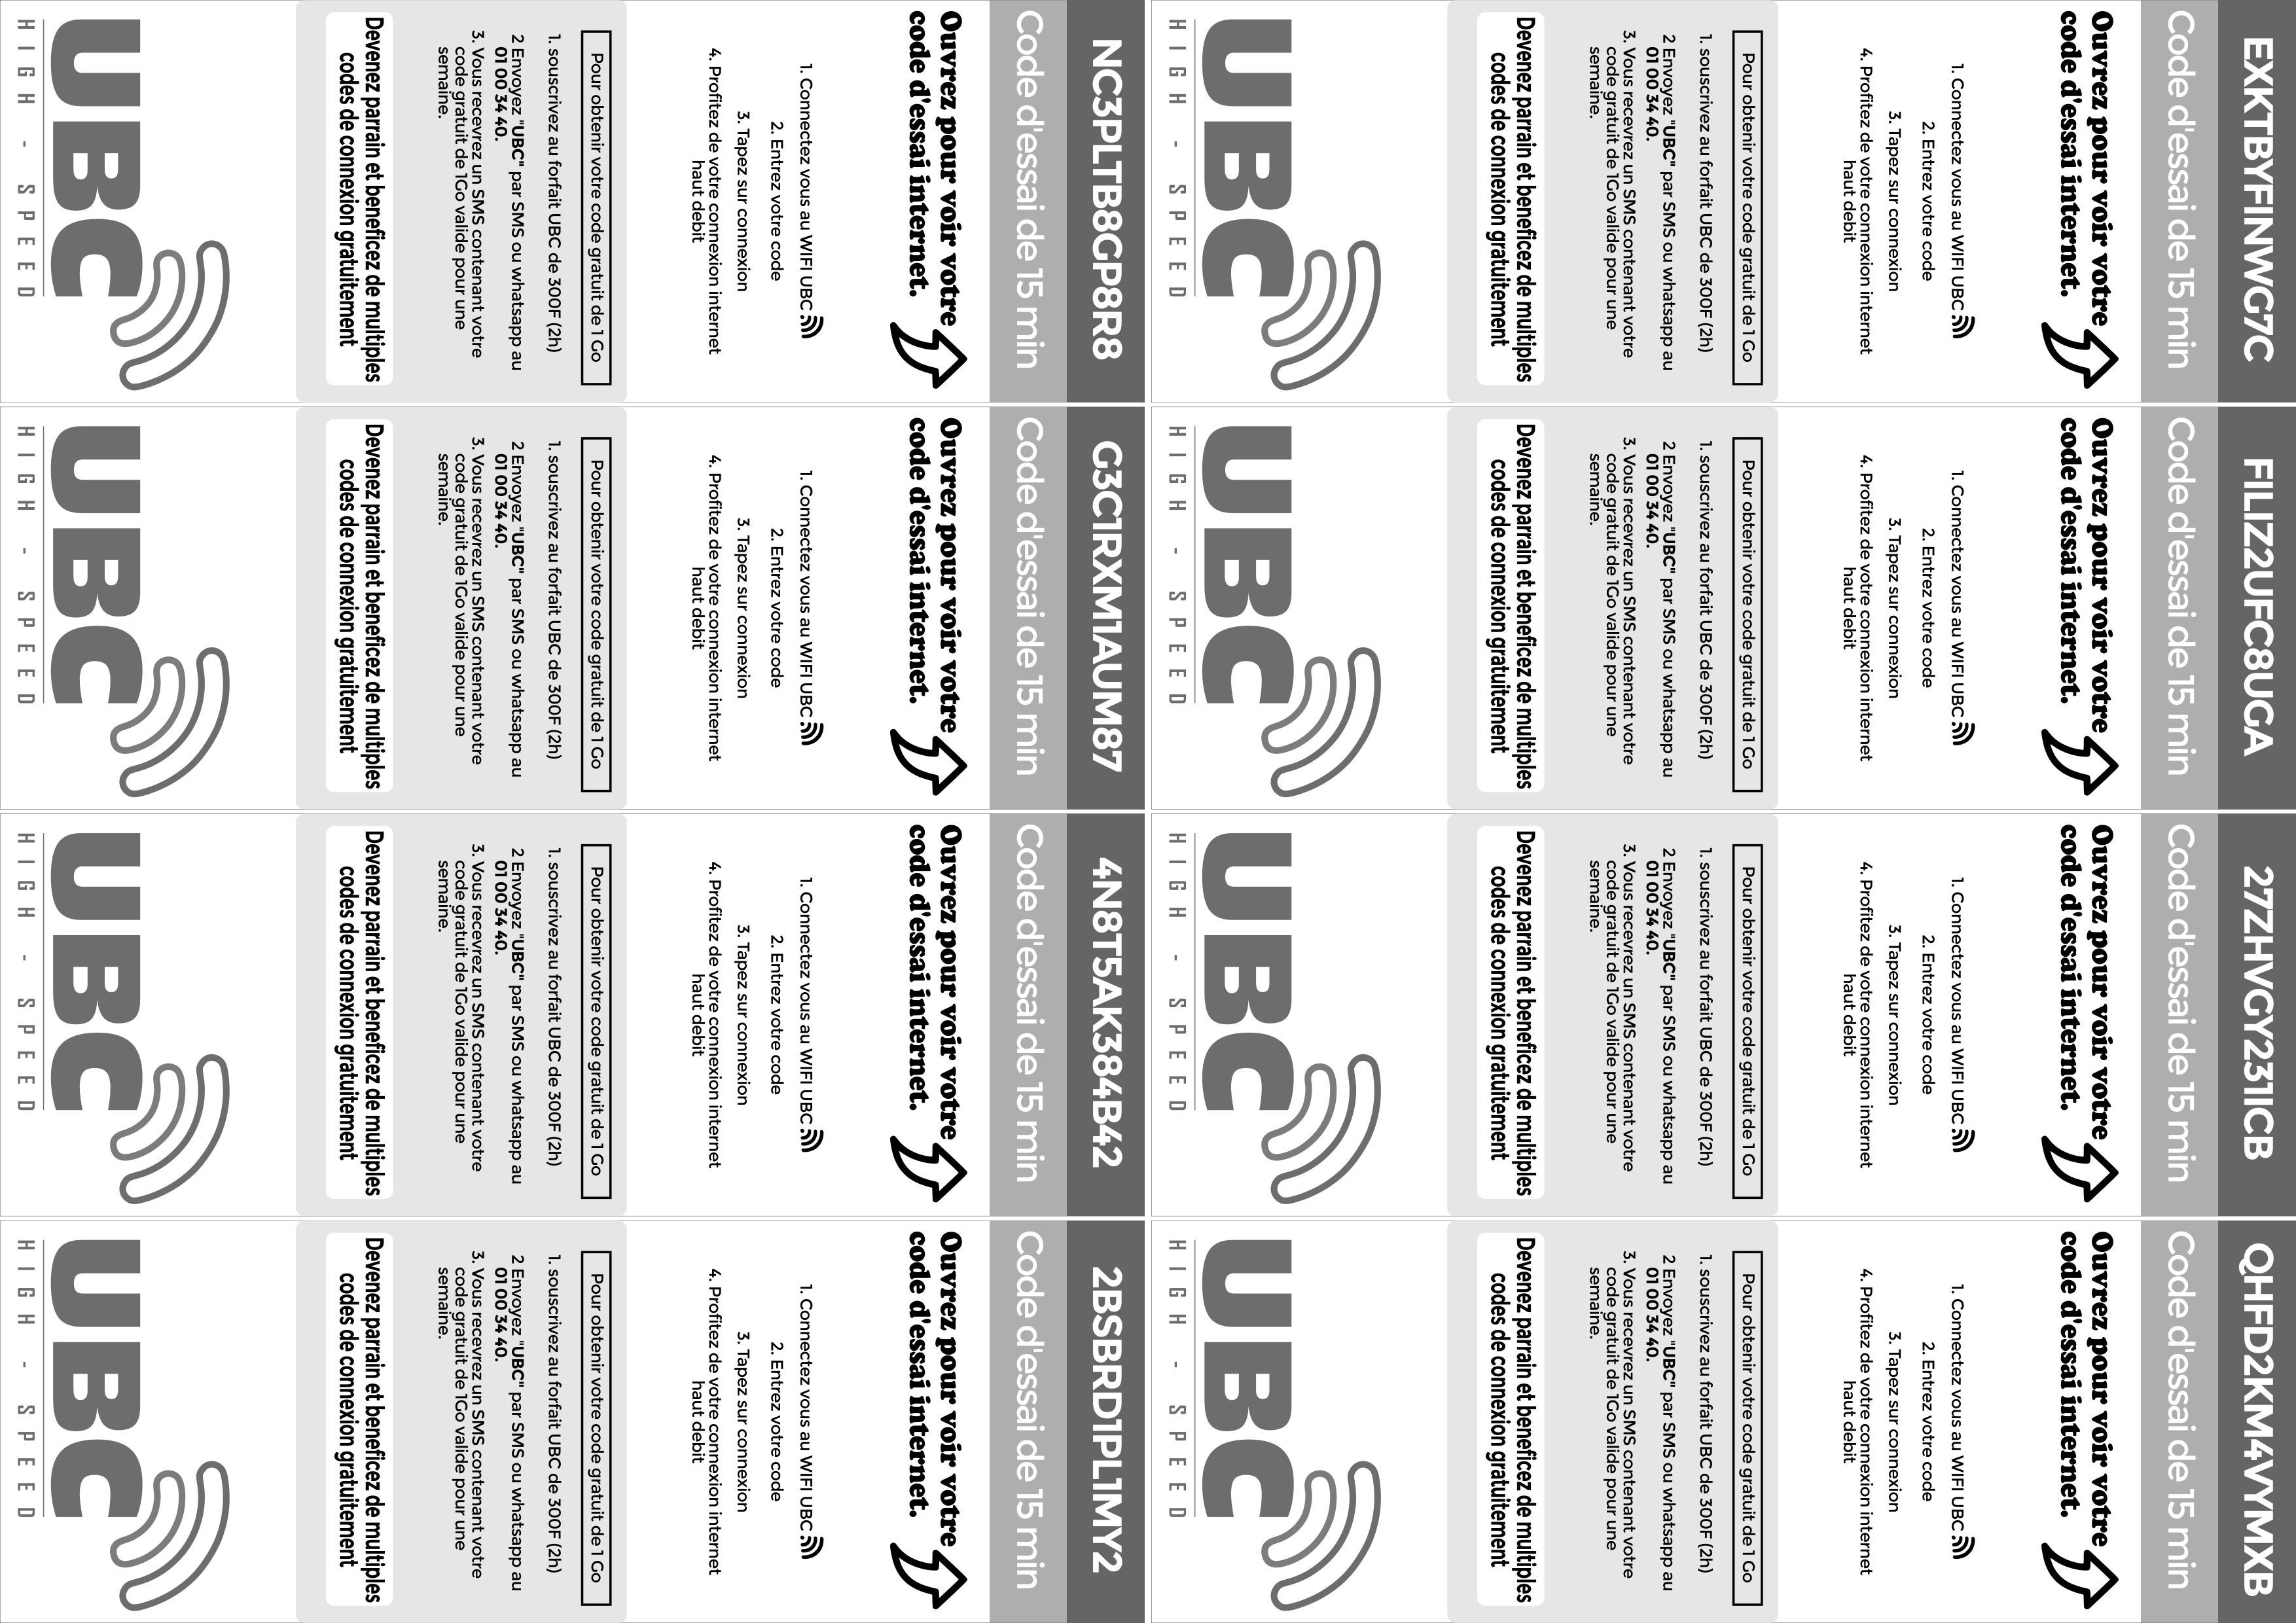 EXKTBYFINWG7C
Code d'essai de 15 min
Ouvrez pour voir votre
code d'essai internet.
1. Connectez vous au WIFI UBC
2. Entrez votre code
3. Tapez sur connexion
4. Profitez de votre connexion internet
haut debit
Pour obtenir votre code gratuit de 1 Go
1. souscrivez au forfait UBC de 300F (2h)
2 Envoyez "UBC" par SMS ou whatsapp au
01 00 34 40.
3. Vous recevrez un SMS contenant votre
code gratuit de 1Go valide pour une
semaine.
Devenez parrain et beneficez de multiples
codes de connexion gratuitement
UBC
HIGH - SPEED
FILIZ2UFC8UGA
Code d'essai de 15 min
Ouvrez pour voir votre
code d'essai internet.
1. Connectez vous au WIFI UBC
2. Entrez votre code
3. Tapez sur connexion
4. Profitez de votre connexion internet
haut debit
Pour obtenir votre code gratuit de 1 Go
1. souscrivez au forfait UBC de 300F (2h)
2 Envoyez "UBC" par SMS ou whatsapp au
01 00 34 40.
3. Vous recevrez un SMS contenant votre
code gratuit de 1Go valide pour une
semaine.
Devenez parrain et beneficez de multiples
codes de connexion gratuitement
UBC
HIGH - SPEED
27ZHVGY231ICB
Code d'essai de 15 min
Ouvrez pour voir votre
code d'essai internet.
1. Connectez vous au WIFI UBC
2. Entrez votre code
3. Tapez sur connexion
4. Profitez de votre connexion internet
haut debit
Pour obtenir votre code gratuit de 1 Go
1. souscrivez au forfait UBC de 300F (2h)
2 Envoyez "UBC" par SMS ou whatsapp au
01 00 34 40.
3. Vous recevrez un SMS contenant votre
code gratuit de 1Go valide pour une
semaine.
Devenez parrain et beneficez de multiples
codes de connexion gratuitement
UBC
HIGH - SPEED
QHFD2KM4VYMXB
Code d'essai de 15 min
Ouvrez pour voir votre
code d'essai internet.
1. Connectez vous au WIFI UBC
2. Entrez votre code
3. Tapez sur connexion
4. Profitez de votre connexion internet
haut debit
Pour obtenir votre code gratuit de 1 Go
1. souscrivez au forfait UBC de 300F (2h)
2 Envoyez "UBC" par SMS ou whatsapp au
01 00 34 40.
3. Vous recevrez un SMS contenant votre
code gratuit de 1Go valide pour une
semaine.
Devenez parrain et beneficez de multiples
codes de connexion gratuitement
UBC
HIGH - SPEED
NC3PLTB8GP8R8
Code d'essai de 15 min
Ouvrez pour voir votre
code d'essai internet.
1. Connectez vous au WIFI UBC
2. Entrez votre code
3. Tapez sur connexion
4. Profitez de votre connexion internet
haut debit
Pour obtenir votre code gratuit de 1 Go
1. souscrivez au forfait UBC de 300F (2h)
2 Envoyez "UBC" par SMS ou whatsapp au
01 00 34 40.
3. Vous recevrez un SMS contenant votre
code gratuit de 1Go valide pour une
semaine.
Devenez parrain et beneficez de multiples
codes de connexion gratuitement
UBC
HIGH - SPEED
G3C1RXM1AUM87
Code d'essai de 15 min
Ouvrez pour voir votre
code d'essai internet.
1. Connectez vous au WIFI UBC
2. Entrez votre code
3. Tapez sur connexion
4. Profitez de votre connexion internet
haut debit
Pour obtenir votre code gratuit de 1 Go
1. souscrivez au forfait UBC de 300F (2h)
2 Envoyez "UBC" par SMS ou whatsapp au
01 00 34 40.
3. Vous recevrez un SMS contenant votre
code gratuit de 1Go valide pour une
semaine.
Devenez parrain et beneficez de multiples
codes de connexion gratuitement
UBC
HIGH - SPEED
4N8T5AK384B42
Code d'essai de 15 min
Ouvrez pour voir votre
code d'essai internet.
1. Connectez vous au WIFI UBC
2. Entrez votre code
3. Tapez sur connexion
4. Profitez de votre connexion internet
haut debit
Pour obtenir votre code gratuit de 1 Go
1. souscrivez au forfait UBC de 300F (2h)
2 Envoyez "UBC" par SMS ou whatsapp au
01 00 34 40.
3. Vous recevrez un SMS contenant votre
code gratuit de 1Go valide pour une
semaine.
Devenez parrain et beneficez de multiples
codes de connexion gratuitement
UBC
HIGH - SPEED
2BSBRD1PL1MY2
Code d'essai de 15 min
Ouvrez pour voir votre
code d'essai internet.
1. Connectez vous au WIFI UBC
2. Entrez votre code
3. Tapez sur connexion
4. Profitez de votre connexion internet
haut debit
Pour obtenir votre code gratuit de 1 Go
1. souscrivez au forfait UBC de 300F (2h)
2 Envoyez "UBC" par SMS ou whatsapp au
01 00 34 40.
3. Vous recevrez un SMS contenant votre
code gratuit de 1Go valide pour une
semaine.
Devenez parrain et beneficez de multiples
codes de connexion gratuitement
UBC
HIGH - SPEED